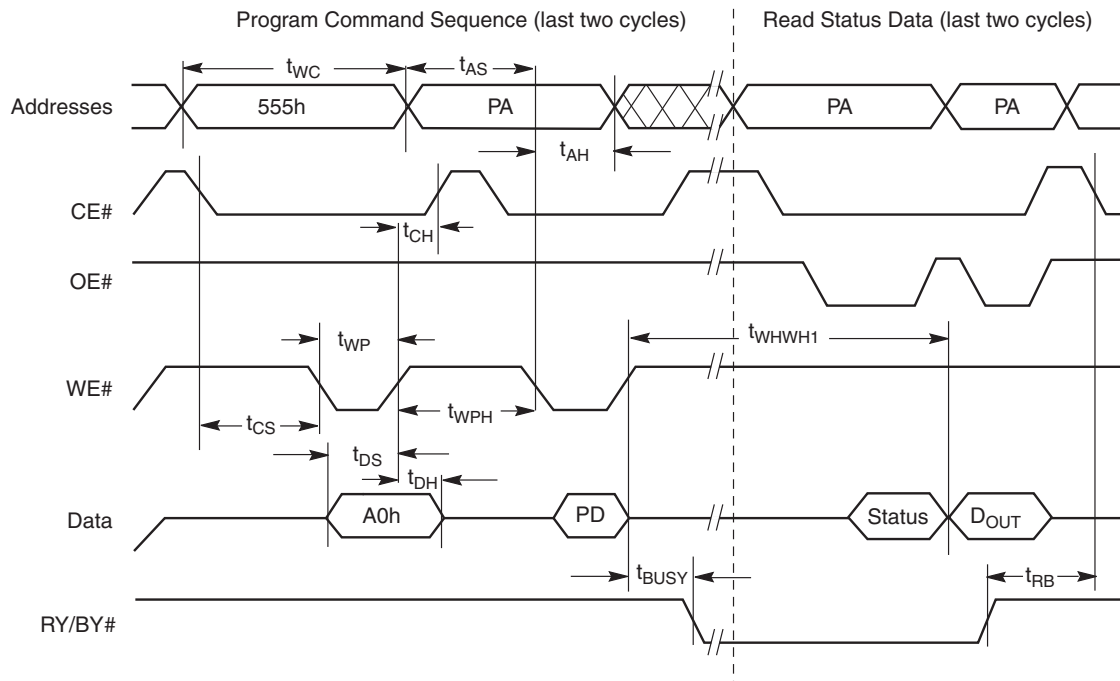 Program Command Sequence (last two cycles)
Read Status Data (last two cycles)
tWC
tAS
Addresses
555h
PA
PA
PA
tAH
CE#
tCH
OE#
tWP
tWHWH1
WE#
tCS
tWPH
tDS
tDH
Data
A0h
PD
Status
DOUT
tBUSY
tRB
RY/BY#